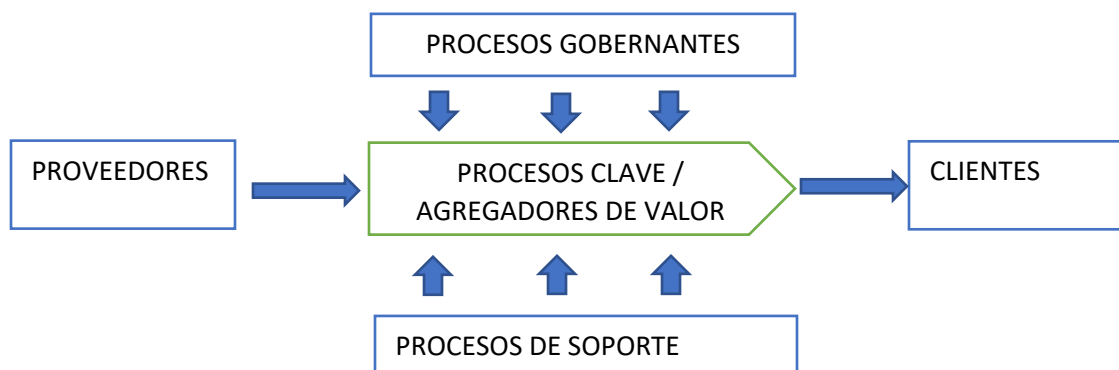 PROCESOS GOBERNANTES
PROVEEDORES
PROCESOS CLAVE /
AGREGADORES DE VALOR
CLIENTES
PROCESOS DE SOPORTE